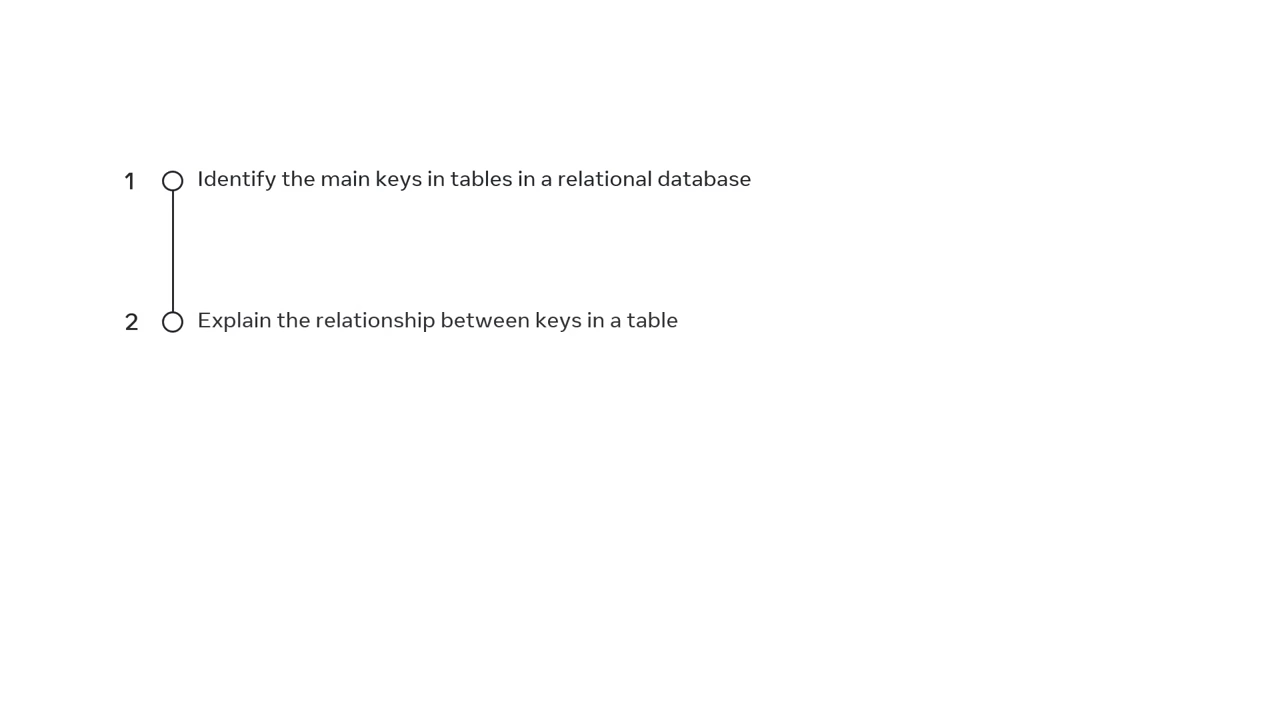 1 Identify the main keys in tables in a relational database
2 Explain the relationship between keys in a table